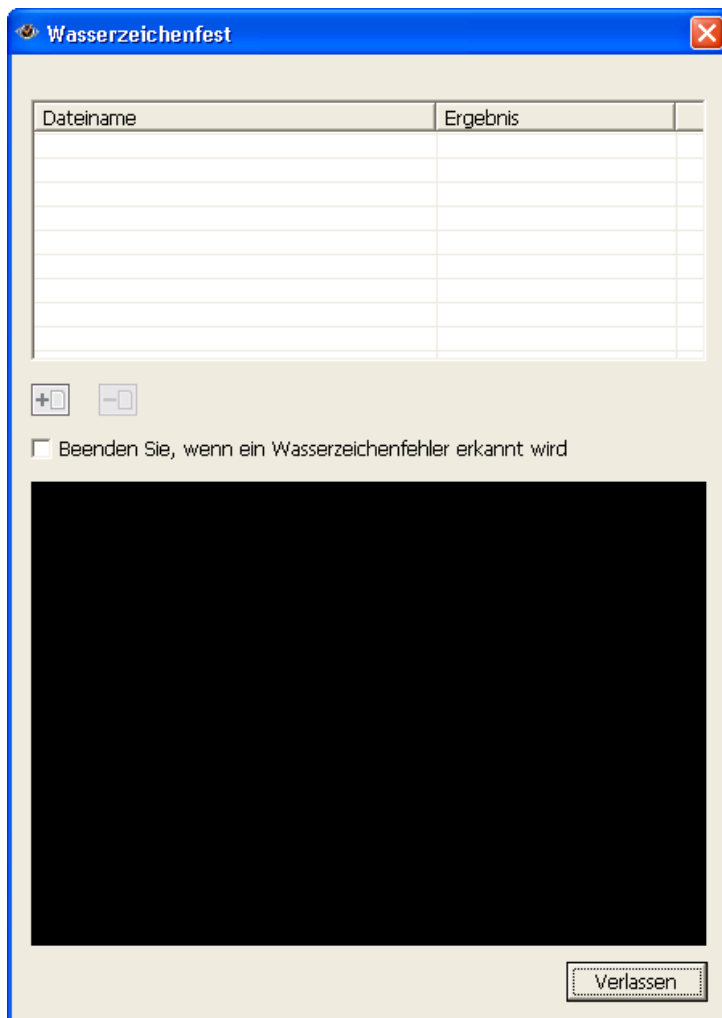 Wasserzeichenfest
Dateiname Ergebnis
Beenden Sie, wenn ein Wasserzeichenfehler erkannt wird
Verlassen